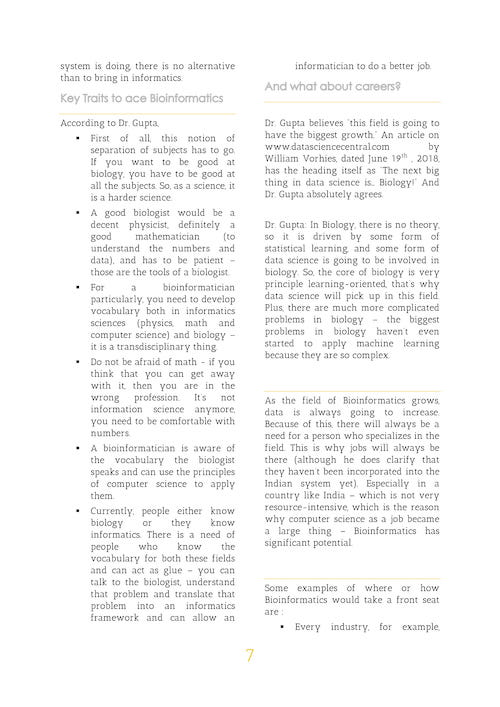 system is doing, there is no alternative
than to bring in informatics.
Key Traits to ace Bioinformatics
According to Dr. Gupta,
▪ First of all, this notion of
separation of subjects has to go.
If you want to be good at
biology, you have to be good at
all the subjects. So, as a science, it
is a harder science.
▪ A good biologist would be a
decent physicist, definitely a
good mathematician (to
understand the numbers and
data), and has to be patient –
those are the tools of a biologist.
▪ For a bioinformatician
particularly, you need to develop
vocabulary both in informatics
sciences (physics, math and
computer science) and biology –
it is a transdisciplinary thing.
▪ Do not be afraid of math - if you
think that you can get away
with it, then you are in the
wrong profession. It's not
information science anymore,
you need to be comfortable with
numbers.
▪ A bioinformatician is aware of
the vocabulary the biologist
speaks and can use the principles
of computer science to apply
them.
▪ Currently, people either know
biology or they know
informatics. There is a need of
people who know the
vocabulary for both these fields
and can act as glue – you can
talk to the biologist, understand
that problem and translate that
problem into an informatics
framework and can allow an
informatician to do a better job.
And what about careers?
Dr. Gupta believes "this field is going to
have the biggest growth." An article on
www.datasciencecentral.com by
William Vorhies, dated June 19th , 2018,
has the heading itself as "The next big
thing in data science is... Biology!" And
Dr. Gupta absolutely agrees.
Dr. Gupta: In Biology, there is no theory,
so it is driven by some form of
statistical learning, and some form of
data science is going to be involved in
biology. So, the core of biology is very
principle learning-oriented, that's why
data science will pick up in this field.
Plus, there are much more complicated
problems in biology – the biggest
problems in biology haven't even
started to apply machine learning
because they are so complex.
As the field of Bioinformatics grows,
data is always going to increase.
Because of this, there will always be a
need for a person who specializes in the
field. This is why jobs will always be
there (although he does clarify that
they haven't been incorporated into the
Indian system yet). Especially in a
country like India – which is not very
resource-intensive, which is the reason
why computer science as a job became
a large thing – Bioinformatics has
significant potential.
Some examples of where or how
Bioinformatics would take a front seat
are :
▪ Every industry, for example,
7